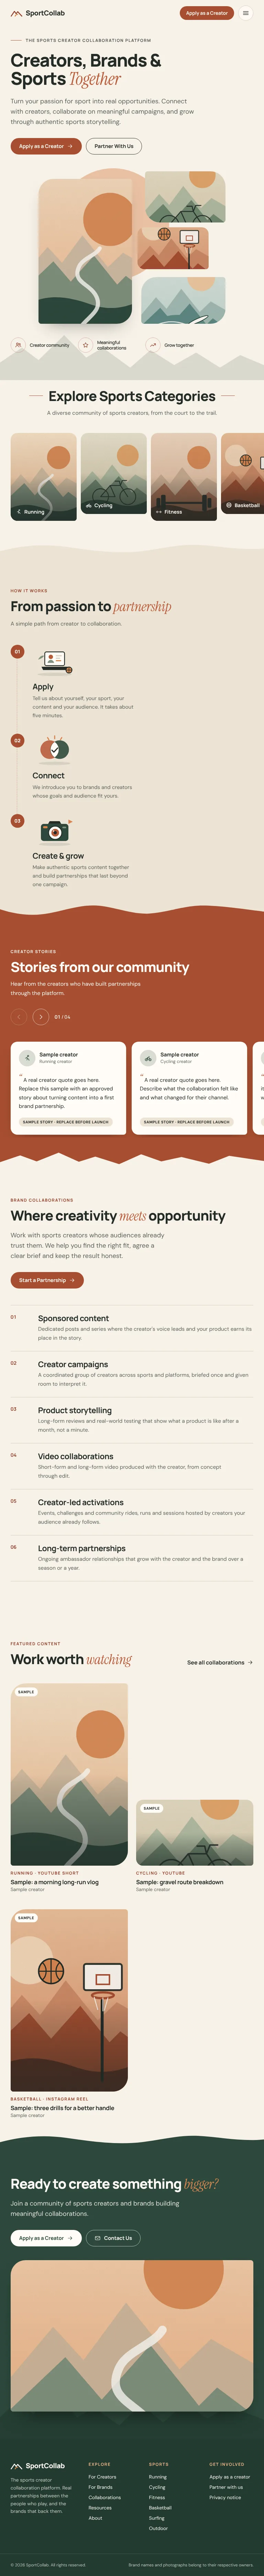 SportCollab
Apply as a Creator
THE SPORTS CREATOR COLLABORATION PLATFORM
Creators, Brands &
Sports Together
Turn your passion for sport into real opportunities. Connect
with creators, collaborate on meaningful campaigns, and grow
through authentic sports storytelling.
Apply as a Creator
Partner With Us
Creator community
Meaningful
collaborations
Grow together
Explore Sports Categories
A diverse community of sports creators, from the court to the trail.
Running
Cycling
Fitness
Basketball
HOW IT WORKS
From passion to partnership
A simple path from creator to collaborator.
01
Apply
Tell us about yourself, your sport, your
content and your audience. It takes about
five minutes.
02
Connect
We introduce you to brands and creators
whose goals and audience fit yours.
03
Create & grow
Make authentic sports content together
and build partnerships that last beyond
one campaign.
CREATOR STORIES
Stories from our community
Hear from the creators who have built partnerships
through the platform.
01 / 04
Sample creator
Running creator
“ A real creator quote goes here.
Replace this sample with an approved
story about turning content into a first
brand partnership.
SAMPLE STORY · REPLACE BEFORE LAUNCH
Sample creator
Cycling creator
“ A real creator quote goes here.
Describe what the collaboration felt like
and what changed for their channel.
SAMPLE STORY · REPLACE BEFORE LAUNCH
BRAND COLLABORATIONS
Where creativity meets opportunity
Work with sports creators whose audiences already
trust them. We help you find the right fit, agree a
clear brief and keep the result honest.
Start a Partnership
01
Sponsored content
Dedicated posts and series where the creator's voice leads and your product earns its
place in the story.
02
Creator campaigns
A coordinated group of creators across sports and platforms, briefed once and given
room to interpret it.
03
Product storytelling
Long-form reviews and real-world testing that show what a product is like after a
month, not a minute.
04
Video collaborations
Short-form and long-form video produced with the creator, from concept
through edit.
05
Creator-led activations
Events, challenges and community rides, runs and sessions hosted by creators your
audience already follows.
06
Long-term partnerships
Ongoing ambassador relationships that grow with the creator and the brand over a
season or a year.
FEATURED CONTENT
Work worth watching
See all collaborations
SAMPLE
RUNNING · YOUTUBE SHORT
Sample: a morning long-run vlog
Sample creator
SAMPLE
CYCLING · YOUTUBE
Sample: gravel route breakdown
Sample creator
SAMPLE
BASKETBALL · INSTAGRAM REEL
Sample: three drills for a better handle
Sample creator
Ready to create something bigger?
Join a community of sports creators and brands building
meaningful collaborations.
Apply as a Creator
Contact Us
SportCollab
The sports creator
collaboration platform. Real
partnerships between the
people who play, and the
brands that back them.
EXPLORE
For Creators
For Brands
Collaborations
Resources
About
SPORTS
Running
Cycling
Fitness
Basketball
Surfing
Outdoor
GET INVOLVED
Apply as a creator
Partner with us
Privacy notice
© 2026 SportCollab. All rights reserved.
Brand names and photographs belong to their respective owners.